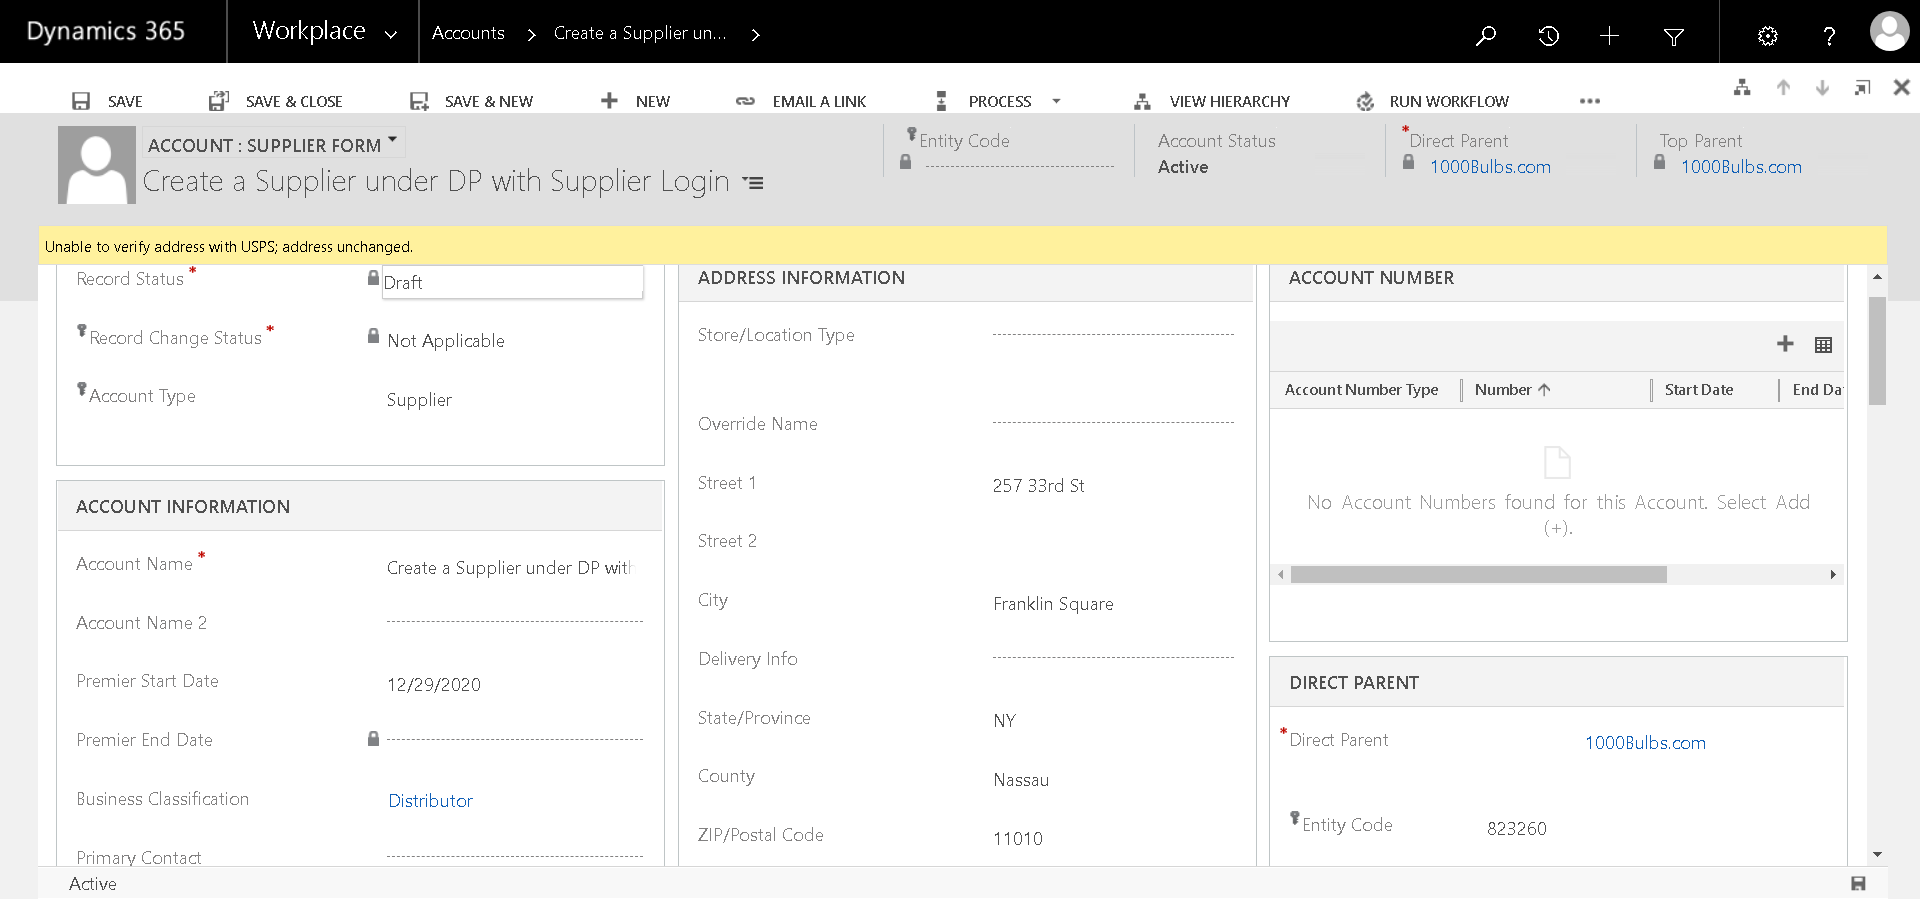 Dynamics 365
Workplace
Accounts
Create a Supplier un...
SAVE
SAVE & CLOSE
SAVE & NEW
NEW
EMAIL A LINK
PROCESS
VIEW HIERARCHY
RUN WORKFLOW
ACCOUNT : SUPPLIER FORM
Create a Supplier under DP with Supplier Login
Entity Code
Account Status
Active
*Direct Parent
1000Bulbs.com
Top Parent
1000Bulbs.com
Unable to verify address with USPS; address unchanged.
Record Status *
Draft
Record Change Status *
Not Applicable
Account Type
Supplier
ACCOUNT INFORMATION
Account Name *
Create a Supplier under DP with
Account Name 2
Premier Start Date
12/29/2020
Premier End Date
Business Classification
Distributor
Primary Contact
ADDRESS INFORMATION
Store/Location Type
Override Name
Street 1
257 33rd St
Street 2
City
Franklin Square
Delivery Info
State/Province
NY
County
Nassau
ZIP/Postal Code
11010
ACCOUNT NUMBER
Account Number Type
Number
Start Date
End Da
No Account Numbers found for this Account. Select Add
(+).
DIRECT PARENT
*Direct Parent
1000Bulbs.com
Entity Code
823260
Active